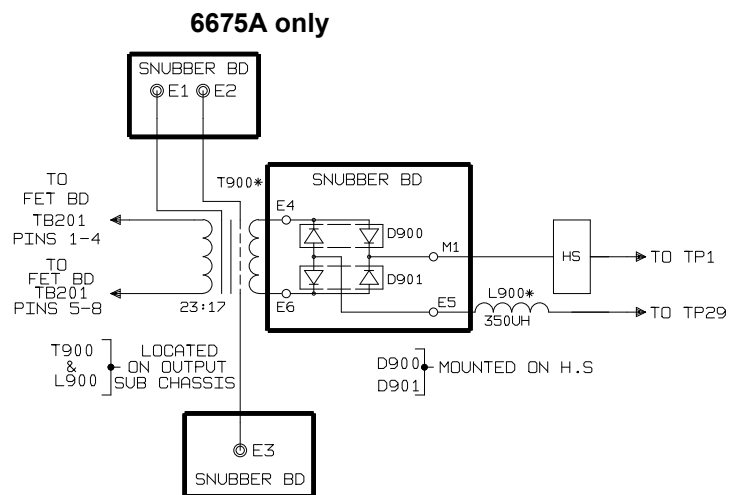 6675A only
SNUBBER BD
E1 E2
TO
FET BD
TB201
PINS 1-4
TO
FET BD
TB201
PINS 5-8
T900*
23:17
SNUBBER BD
E4
D900
M1
D901
E6
E5
HS
TO TP1
L900*
350UH
TO TP29
T900
&
L900
LOCATED
ON OUTPUT
SUB CHASSIS
D900
D901
MOUNTED ON H.S
E3
SNUBBER BD